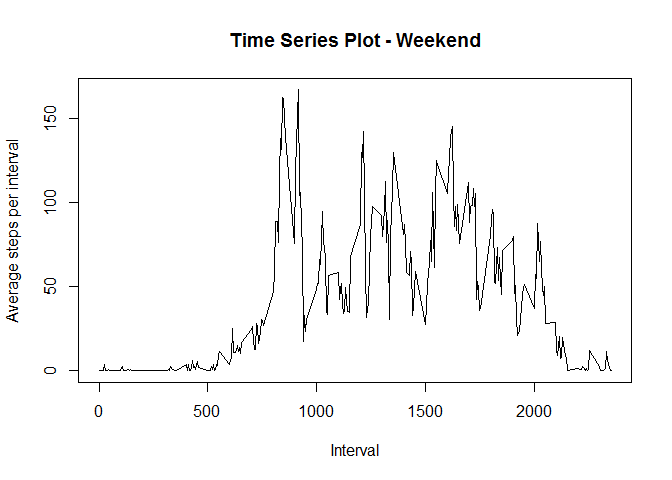 Time Series Plot - Weekend
Average steps per interval
150
100
50
0
0 500 1000 1500 2000
Interval